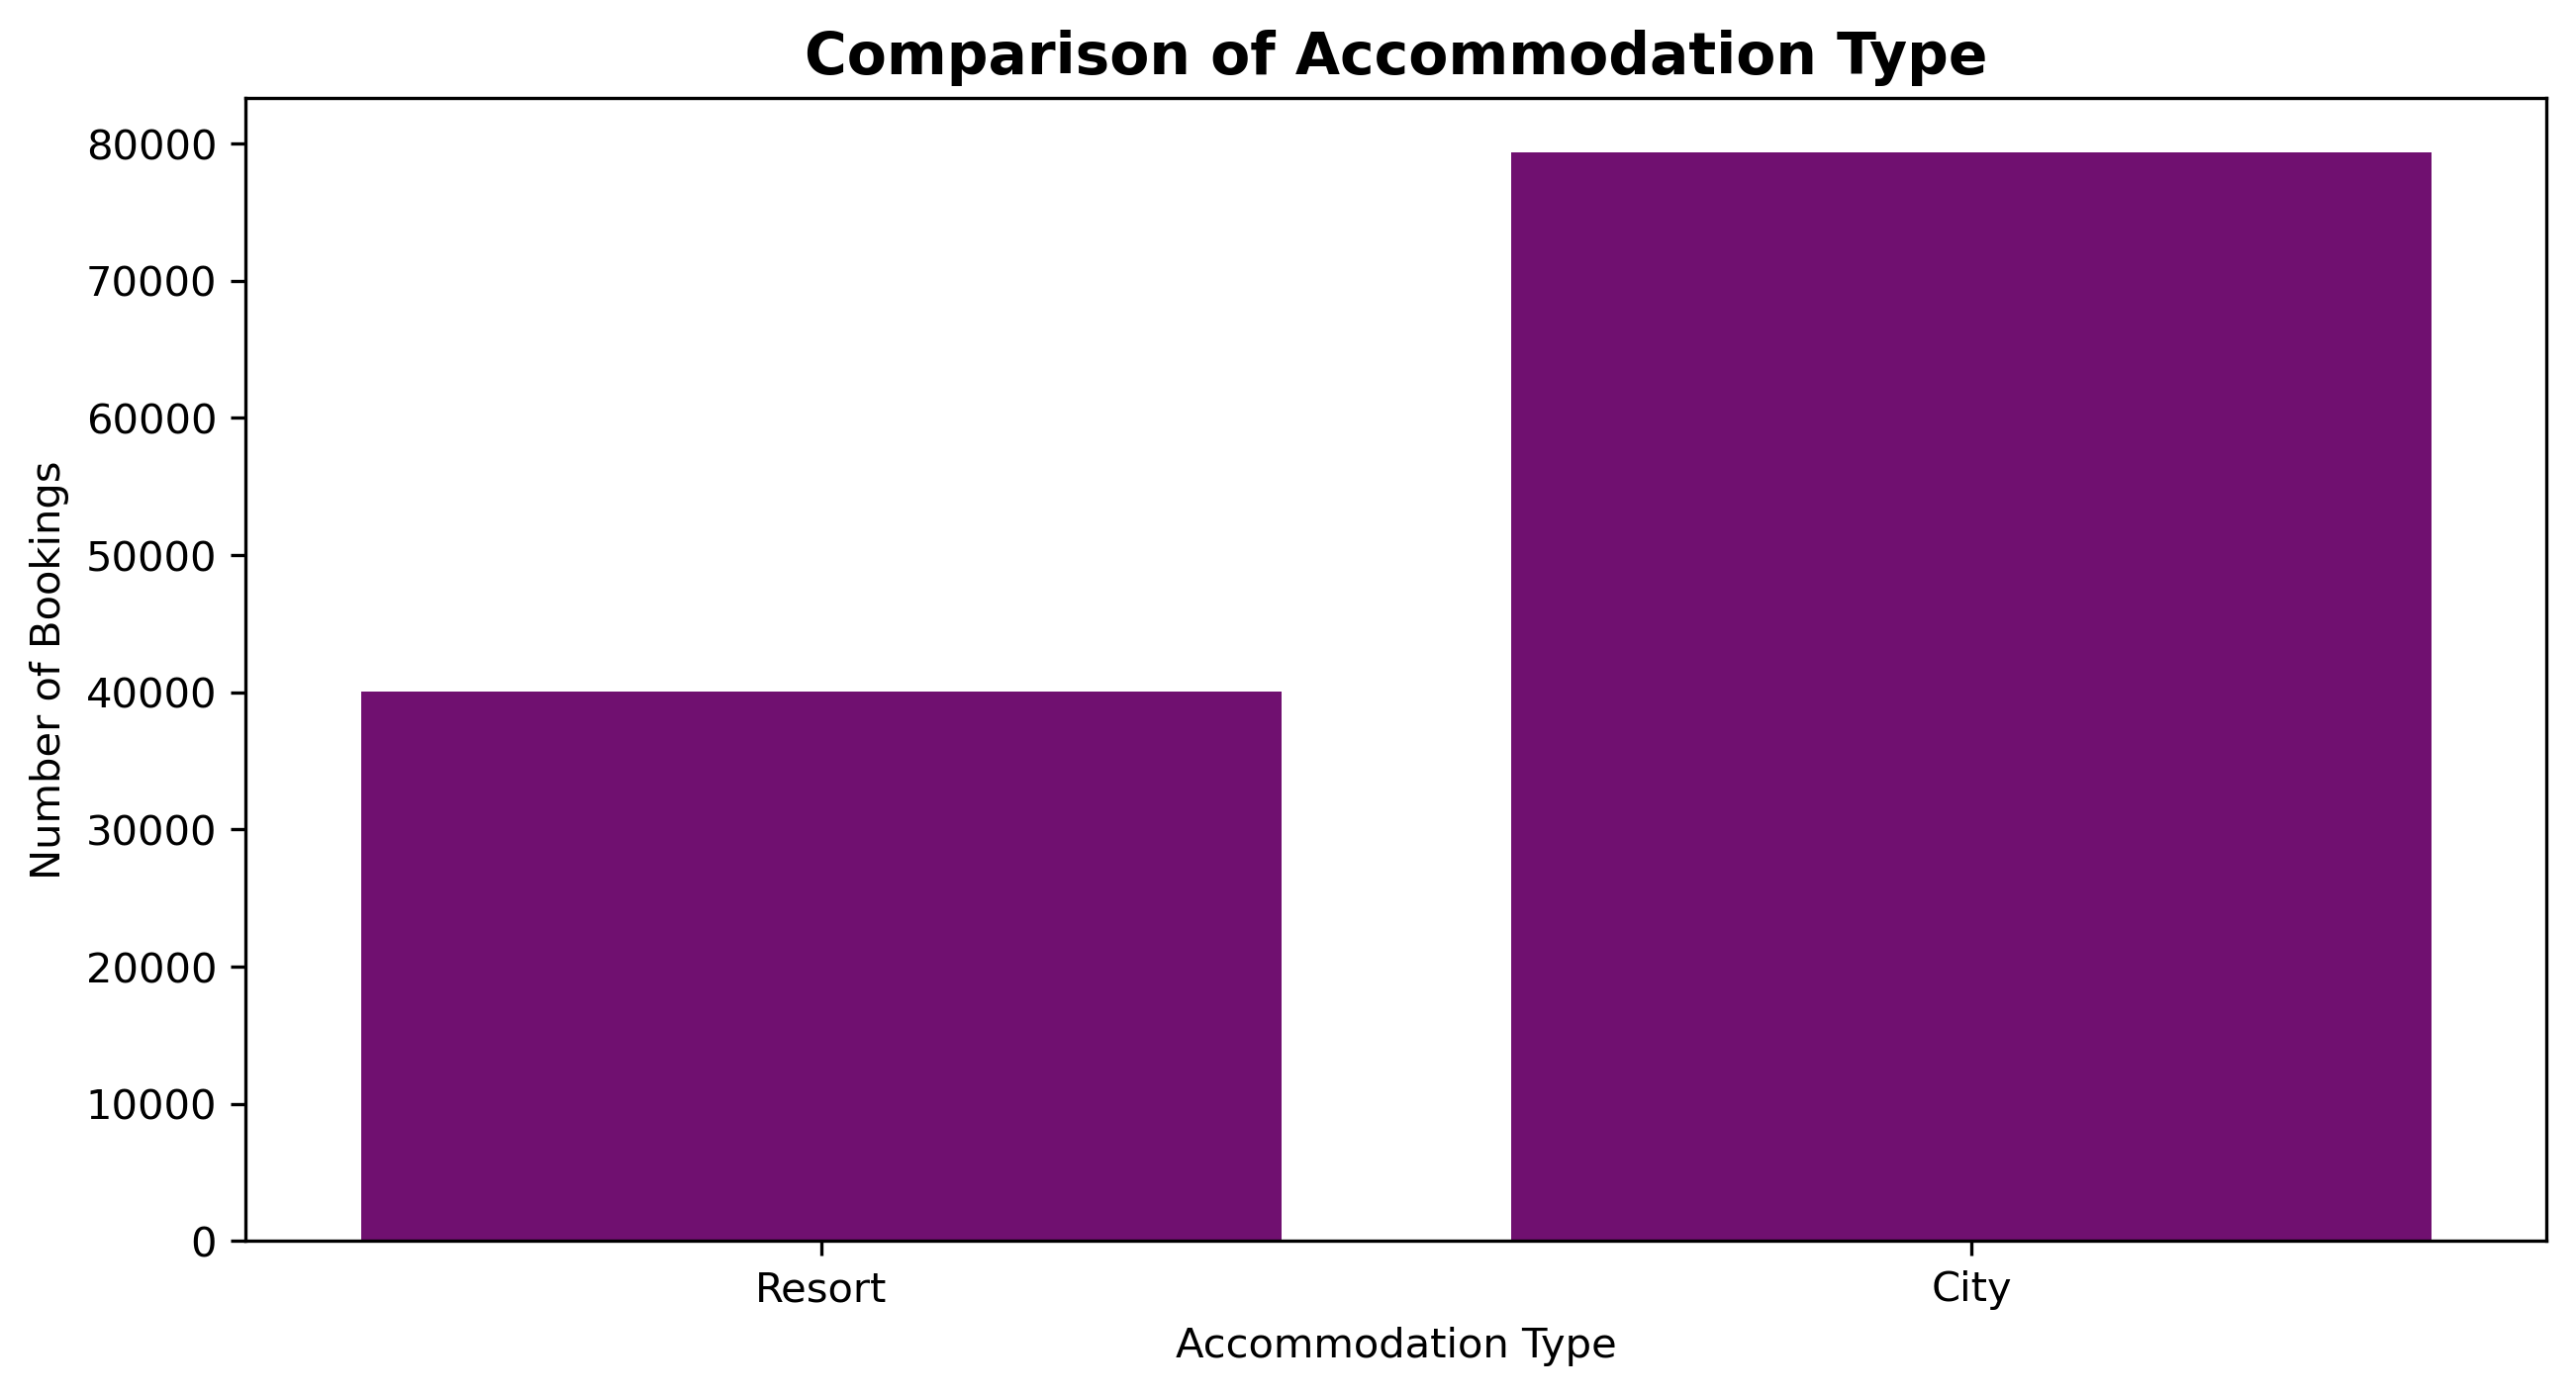 Comparison of Accommodation Type
80000
70000
60000
50000
40000
30000
20000
10000
0
Number of Bookings
Resort
City
Accommodation Type